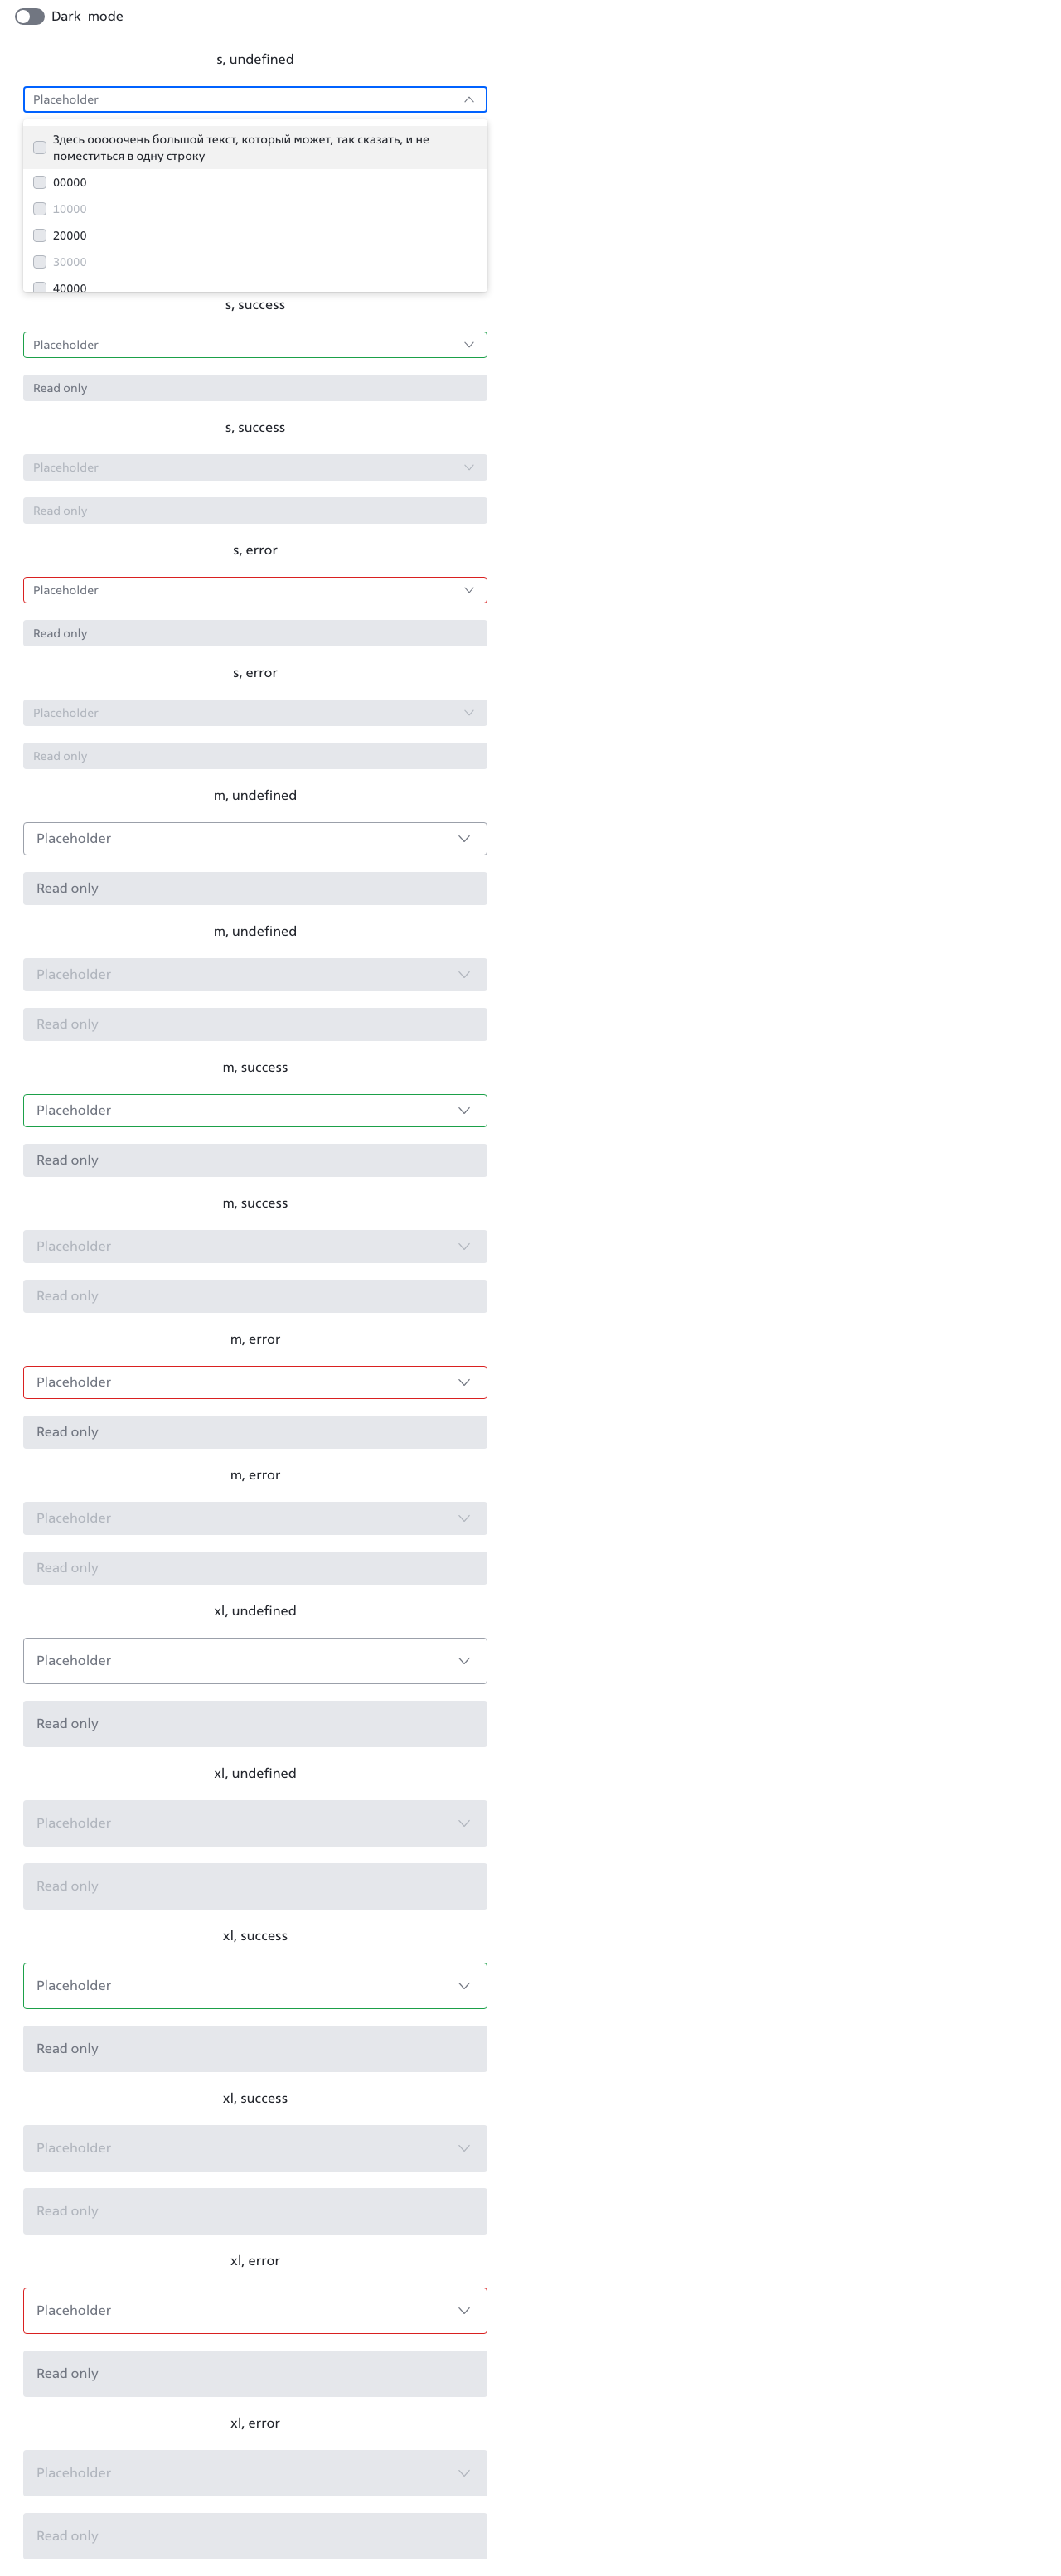 Dark_mode
s, undefined
Placeholder
Здесь ооооочень большой текст, который может, так сказать, и не
поместиться в одну строку
00000
10000
20000
30000
40000
s, success
Placeholder
Read only
s, success
Placeholder
Read only
s, error
Placeholder
Read only
s, error
Placeholder
Read only
m, undefined
Placeholder
Read only
m, undefined
Placeholder
Read only
m, success
Placeholder
Read only
m, success
Placeholder
Read only
m, error
Placeholder
Read only
m, error
Placeholder
Read only
xl, undefined
Placeholder
Read only
xl, undefined
Placeholder
Read only
xl, success
Placeholder
Read only
xl, success
Placeholder
Read only
xl, error
Placeholder
Read only
xl, error
Placeholder
Read only